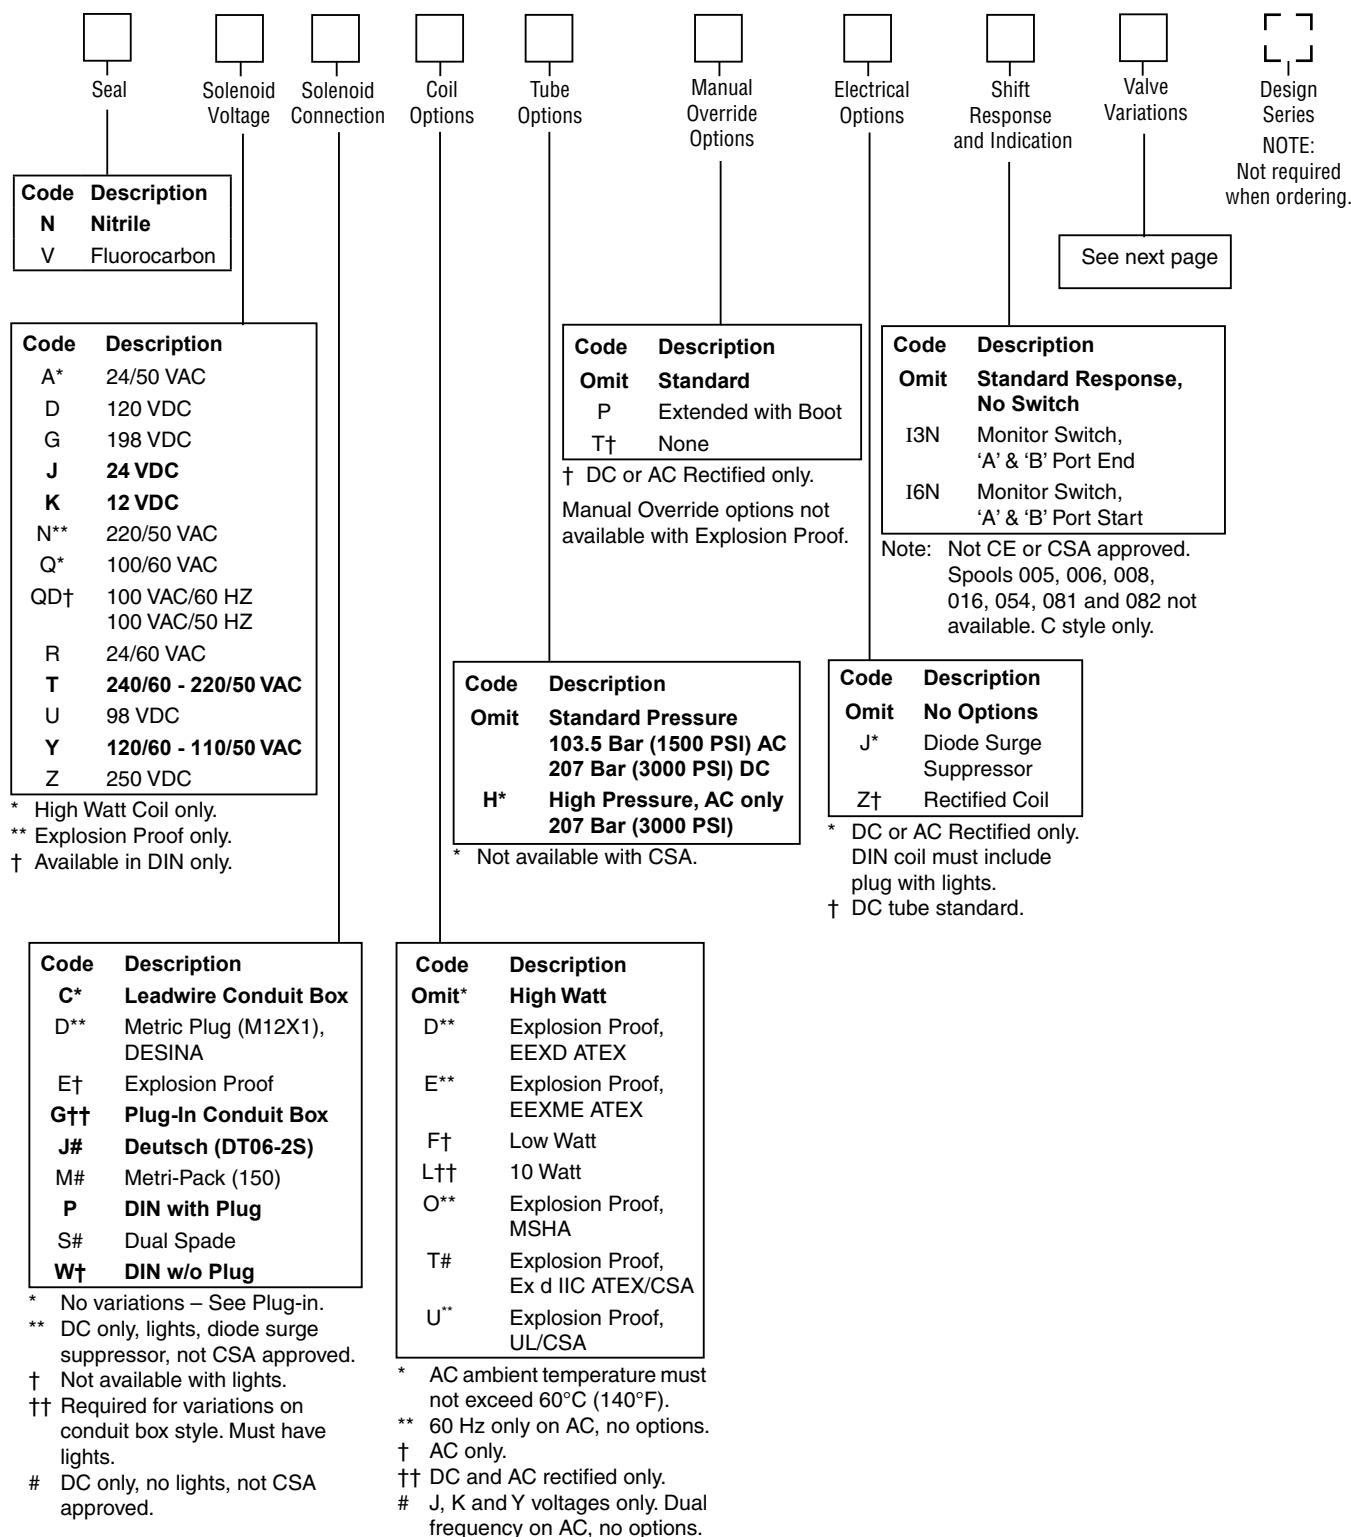 Seal
Solenoid
Voltage
Solenoid
Connection
Coil
Options
Tube
Options
Manual
Override
Options
Electrical
Options
Shift
Response
and Indication
Valve
Variations
Design
Series
NOTE:
Not required
when ordering.
Code Description
N Nitrile
V Fluorocarbon
See next page
Code Description
A* 24/50 VAC
D 120 VDC
G 198 VDC
J 24 VDC
K 12 VDC
N** 220/50 VAC
Q* 100/60 VAC
QD† 100 VAC/60 HZ
100 VAC/50 HZ
R 24/60 VAC
T 240/60 - 220/50 VAC
U 98 VDC
Y 120/60 - 110/50 VAC
Z 250 VDC
* High Watt Coil only.
** Explosion Proof only.
† Available in DIN only.
Code Description
Omit Standard
P Extended with Boot
T† None
† DC or AC Rectified only.
Manual Override options not
available with Explosion Proof.
Code Description
Omit Standard Response,
No Switch
I3N Monitor Switch,
‘A’ & ‘B’ Port End
I6N Monitor Switch,
‘A’ & ‘B’ Port Start
Note: Not CE or CSA approved.
Spools 005, 006, 008,
016, 054, 081 and 082 not
available. C style only.
Code Description
Omit Standard Pressure
103.5 Bar (1500 PSI) AC
207 Bar (3000 PSI) DC
H* High Pressure, AC only
207 Bar (3000 PSI)
* Not available with CSA.
Code Description
Omit No Options
J* Diode Surge
Suppressor
Z† Rectified Coil
* DC or AC Rectified only.
DIN coil must include
plug with lights.
† DC tube standard.
Code Description
C* Leadwire Conduit Box
D** Metric Plug (M12X1),
DESINA
E† Explosion Proof
G†† Plug-In Conduit Box
J# Deutsch (DT06-2S)
M# Metri-Pack (150)
P DIN with Plug
S# Dual Spade
W† DIN w/o Plug
* No variations – See Plug-in.
** DC only, lights, diode surge
suppressor, not CSA approved.
† Not available with lights.
†† Required for variations on
conduit box style. Must have
lights.
# DC only, no lights, not CSA
approved.
Code Description
Omit* High Watt
D** Explosion Proof,
EEXD ATEX
E** Explosion Proof,
EEXME ATEX
F† Low Watt
L†† 10 Watt
O** Explosion Proof,
MSHA
T# Explosion Proof,
Ex d IIC ATEX/CSA
U** Explosion Proof,
UL/CSA
* AC ambient temperature must
not exceed 60°C (140°F).
** 60 Hz only on AC, no options.
† AC only.
†† DC and AC rectified only.
# J, K and Y voltages only. Dual
frequency on AC, no options.